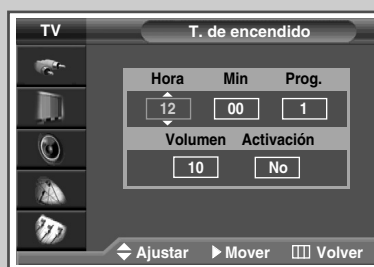 TV
T. de encendido
Hora Min Prog.
12 00 1
Volumen Activación
10 No
Ajustar Mover Volver